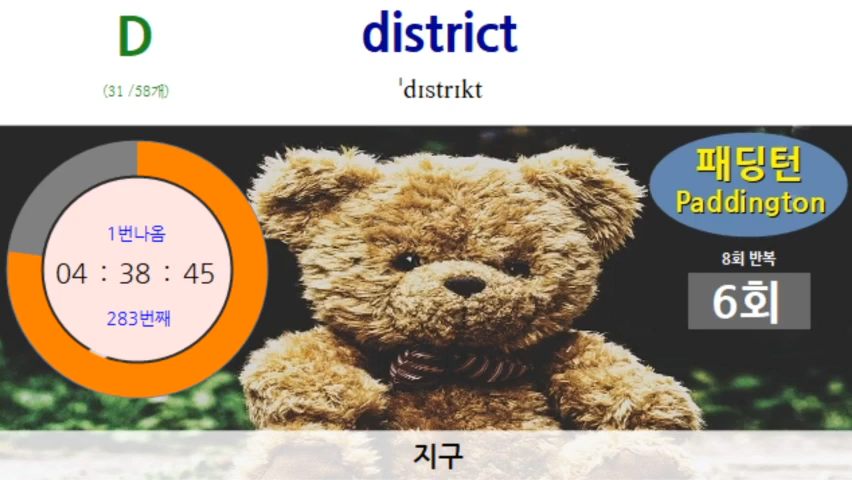 D
district
(31 /58개)
ˈdɪstrɪkt
패딩턴
Paddington
1번나옴
04 : 38 : 45
283번째
8회 반복
6회
지구